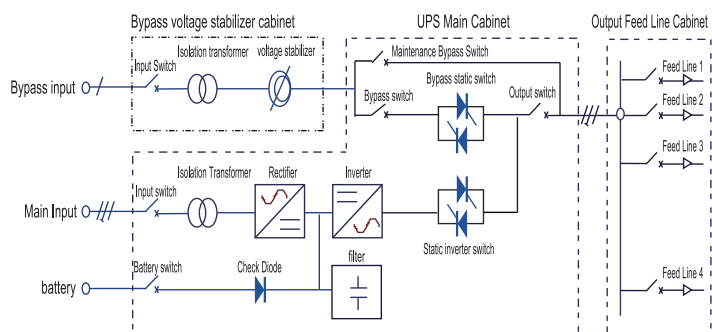 Bypass voltage stabilizer cabinet
UPS Main Cabinet
Output Feed Line Cabinet
Isolation transformer
voltage stabilizer
Input Switch
Maintenance Bypass Switch
Feed Line 1
Bypass input
Bypass static switch
Bypass switch
Output switch
Feed Line 2
Feed Line 3
Isolation Transformer
Rectifier
Inverter
Input switch
Main Input
Static inverter switch
Battery switch
Check Diode
filter
Feed Line 4
battery